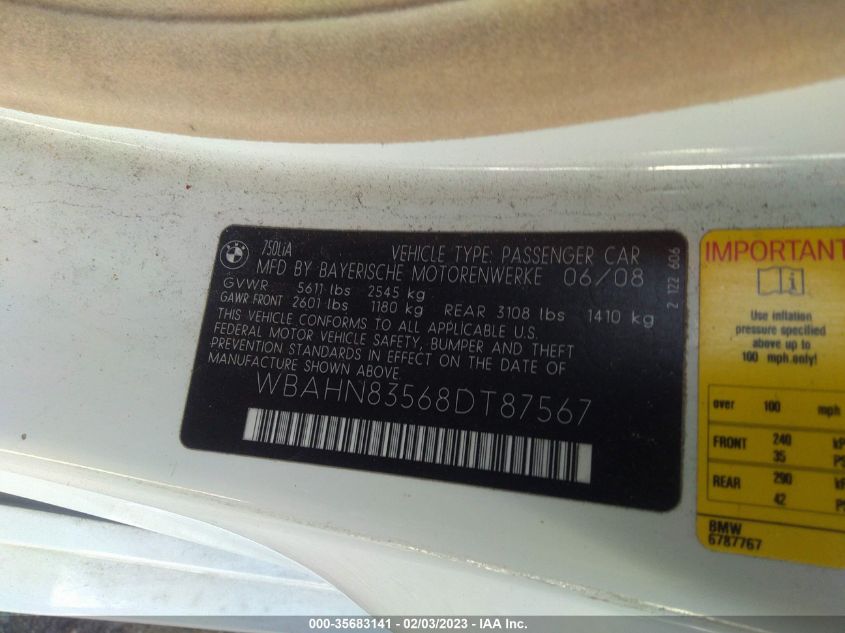 BMW
750LiA
VEHICLE TYPE: PASSENGER CAR
MFD BY BAYERISCHE MOTORENWERKE 06/08
GVWR 5611 lbs 2545 kg
GAWR FRONT 2601 lbs 1180 kg REAR 3108 lbs 1410 kg
THIS VEHICLE CONFORMS TO ALL APPLICABLE U.S.
FEDERAL MOTOR VEHICLE SAFETY, BUMPER AND THEFT
PREVENTION STANDARDS IN EFFECT ON THE DATE OF
MANUFACTURE SHOWN ABOVE.
WBAHN83568DT87567
2 122 606
IMPORTANT
Use inflation
pressure specified
above up to
100 mph only!
over 100 mph
FRONT 240
35
REAR 290
42
BMW
6787767
000-35683141 - 02/03/2023 - IAA Inc.